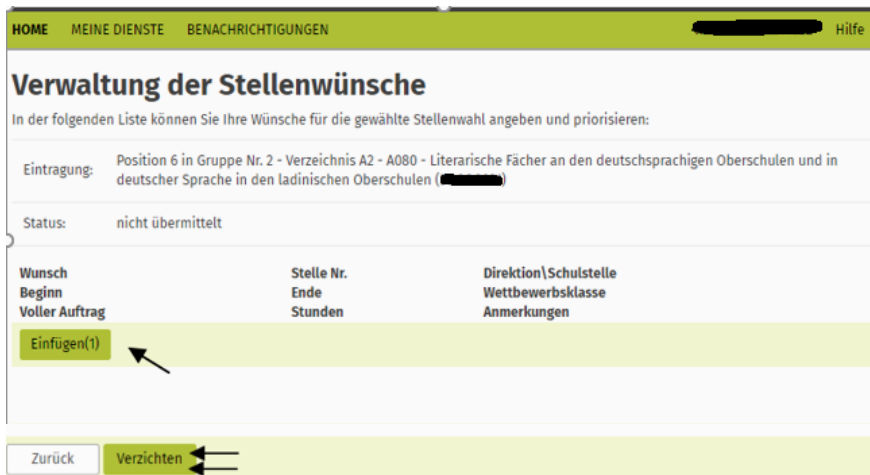 HOME MEINE DIENSTE BENACHRICHTIGUNGEN Hilfe
Verwaltung der Stellenwünsche
In der folgenden Liste können Sie Ihre Wünsche für die gewählte Stellenwahl angeben und priorisieren:
Eintragung: Position 6 in Gruppe Nr. 2 - Verzeichnis A2 - A080 - Literarische Fächer an den deutschsprachigen Oberschulen und in
deutscher Sprache in den ladinischen Oberschulen ( )
Status: nicht übermittelt
Wunsch Stelle Nr. Direktion\Schulstelle
Beginn Ende Wettbewerbsklasse
Voller Auftrag Stunden Anmerkungen
Einfügen(1)
Zurück Verzichten